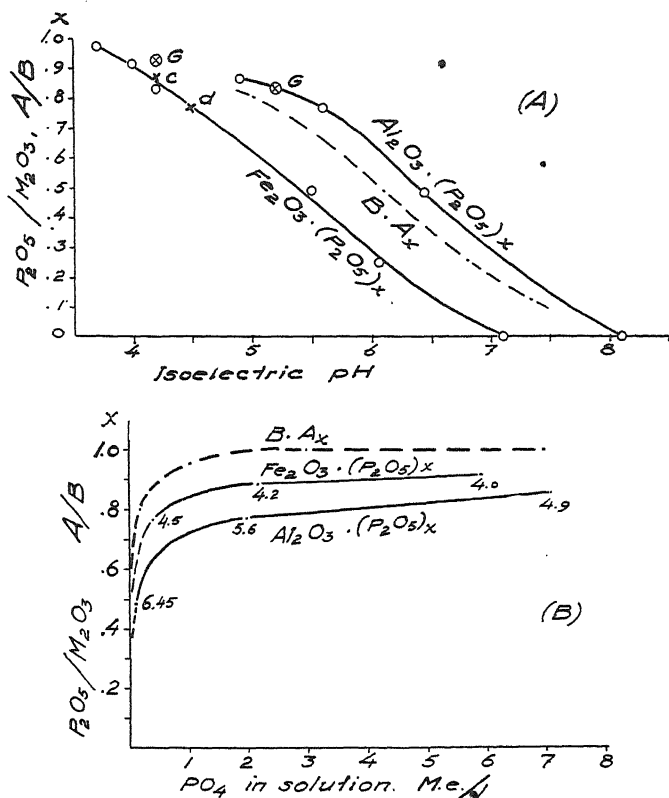 x
1.0
.9
.8
.7
.6
.5
.4
.3
.2
.1
0
P2O5/M2O3, A/B
G
c
d
G
(A)
Al2O3·(P2O5)x
B·Ax
Fe2O3·(P2O5)x
4 5 6 7 8
Isoelectric pH
x
1.0
.8
.6
.4
.2
P2O5/M2O3 A/B
B·Ax
Fe2O3·(P2O5)x
4.5 4.2 4.0
5.6 4.9
Al2O3·(P2O5)x
6.45
(B)
1 2 3 4 5 6 7 8
PO4 in solution. M.e./l